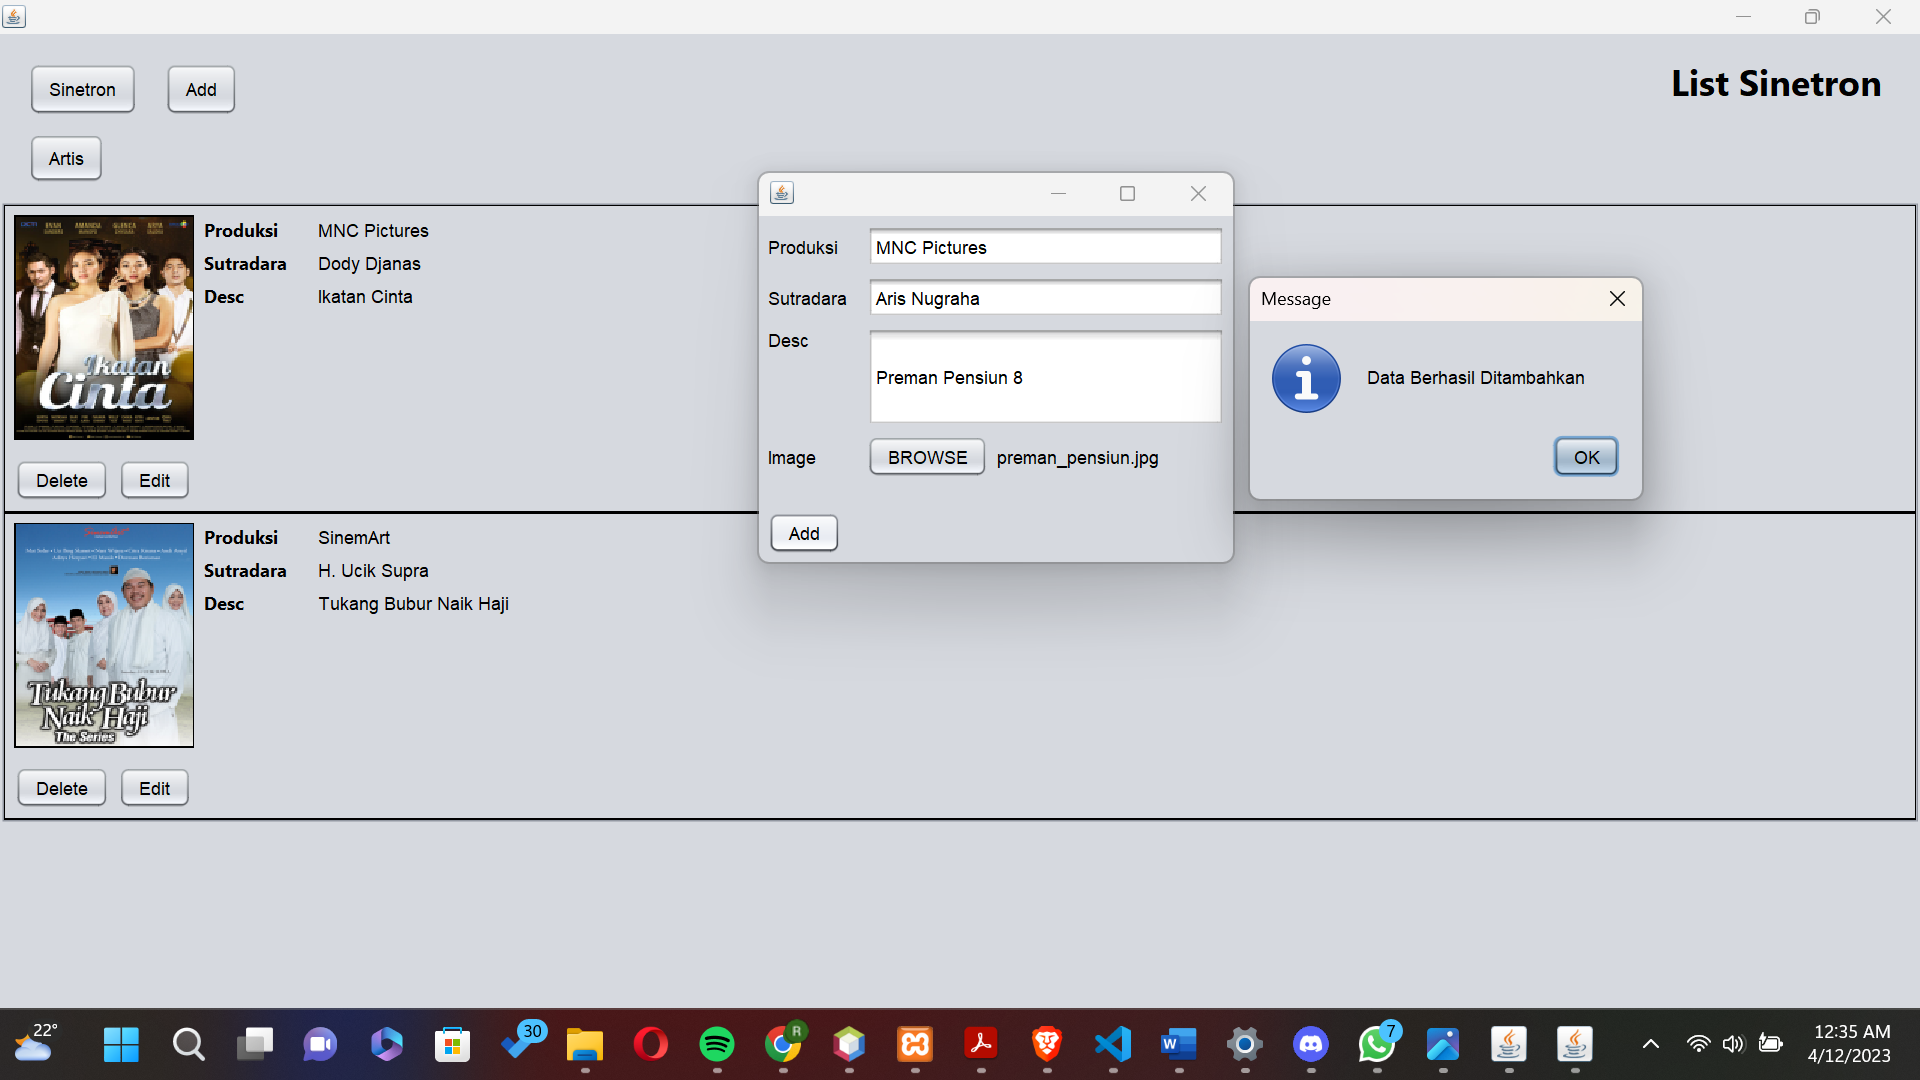 Sinetron
Add
List Sinetron
Artis
Produksi MNC Pictures
Sutradara Dody Djanas
Desc Ikatan Cinta
Ikatan
Cinta
Delete
Edit
Produksi SinemArt
Sutradara H. Ucik Supra
Desc Tukang Bubur Naik Haji
Tukang Bubur
Naik Haji
The Series
Delete
Edit
Produksi MNC Pictures
Sutradara Aris Nugraha
Desc Preman Pensiun 8
Image BROWSE preman_pensiun.jpg
Add
Message
Data Berhasil Ditambahkan
OK
22°
30
R
7
12:35 AM
4/12/2023